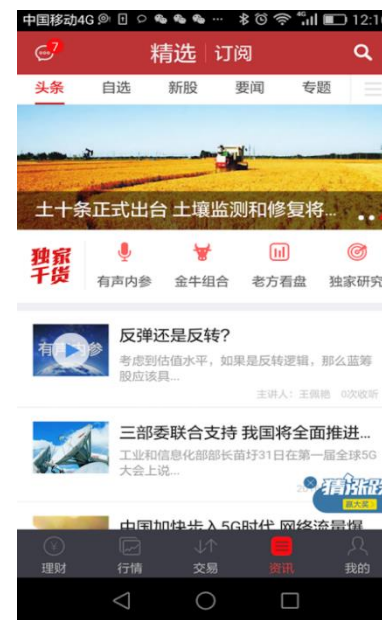 中国移动4G
12:1
7
精选
订阅
头条
自选
新股
要闻
专题
土十条正式出台 土壤监测和修复将...
独家
干货
有声内参
金牛组合
老方看盘
独家研究
有声内参
反弹还是反转?
考虑到估值水平，如果是反转逻辑，那么蓝筹
股应该具...
主讲人：王佩艳 0次收听
三部委联合支持 我国将全面推进...
工业和信息化部部长苗圩31日在第一届全球5G
大会上说...
猜涨跌
赢大奖
中国加快步入5G时代 网络流量爆
理财
行情
交易
资讯
我的